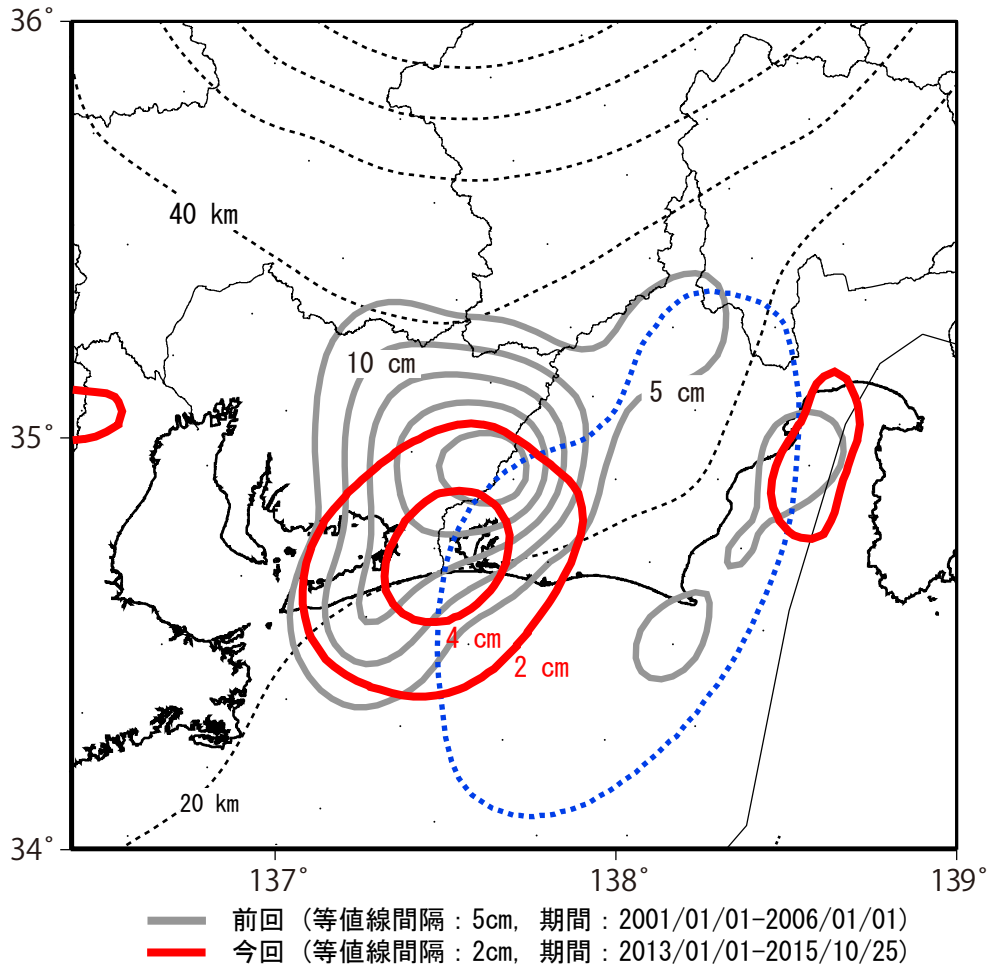 36°
40 km
10 cm
5 cm
35°
4 cm
2 cm
20 km
34°
137°
138°
139°
前回 (等値線間隔：5cm, 期間：2001/01/01-2006/01/01)
今回 (等値線間隔：2cm, 期間：2013/01/01-2015/10/25)